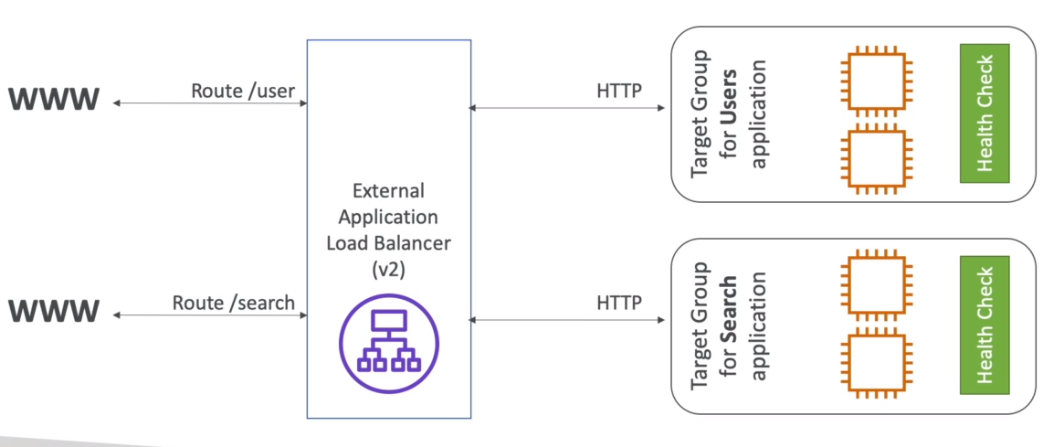 WWW
Route /user
HTTP
Target Group
for Users
application
Health Check
External
Application
Load Balancer
(v2)
WWW
Route /search
HTTP
Target Group
for Search
application
Health Check